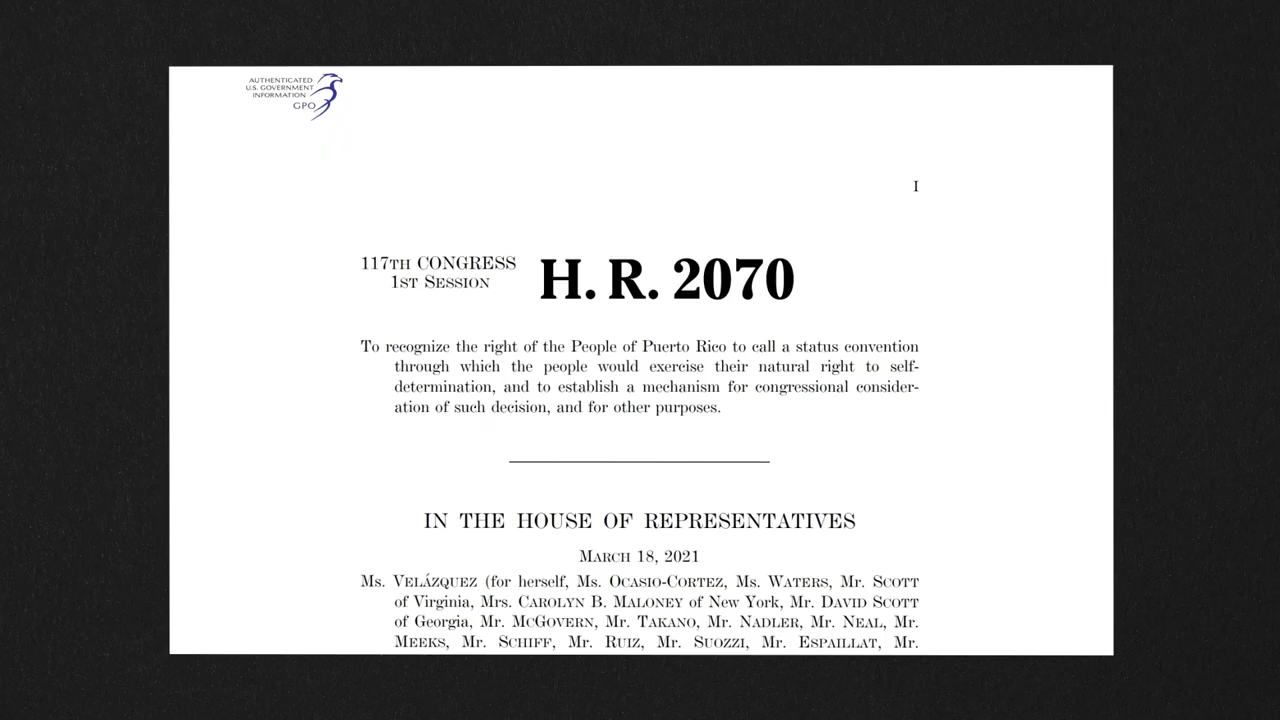 AUTHENTICATED
U.S. GOVERNMENT
INFORMATION
GPO
I
117TH CONGRESS
1ST SESSION
H. R. 2070
To recognize the right of the People of Puerto Rico to call a status convention
through which the people would exercise their natural right to self-
determination, and to establish a mechanism for congressional consider-
ation of such decision, and for other purposes.
IN THE HOUSE OF REPRESENTATIVES
MARCH 18, 2021
Ms. VELÁZQUEZ (for herself, Ms. OCASIO-CORTEZ, Ms. WATERS, Mr. SCOTT
of Virginia, Mrs. CAROLYN B. MALONEY of New York, Mr. DAVID SCOTT
of Georgia, Mr. MCGOVERN, Mr. TAKANO, Mr. NADLER, Mr. NEAL, Mr.
MEEKS, Mr. SCHIFF, Mr. RUIZ, Mr. SUOZZI, Mr. ESPAILLAT, Mr.